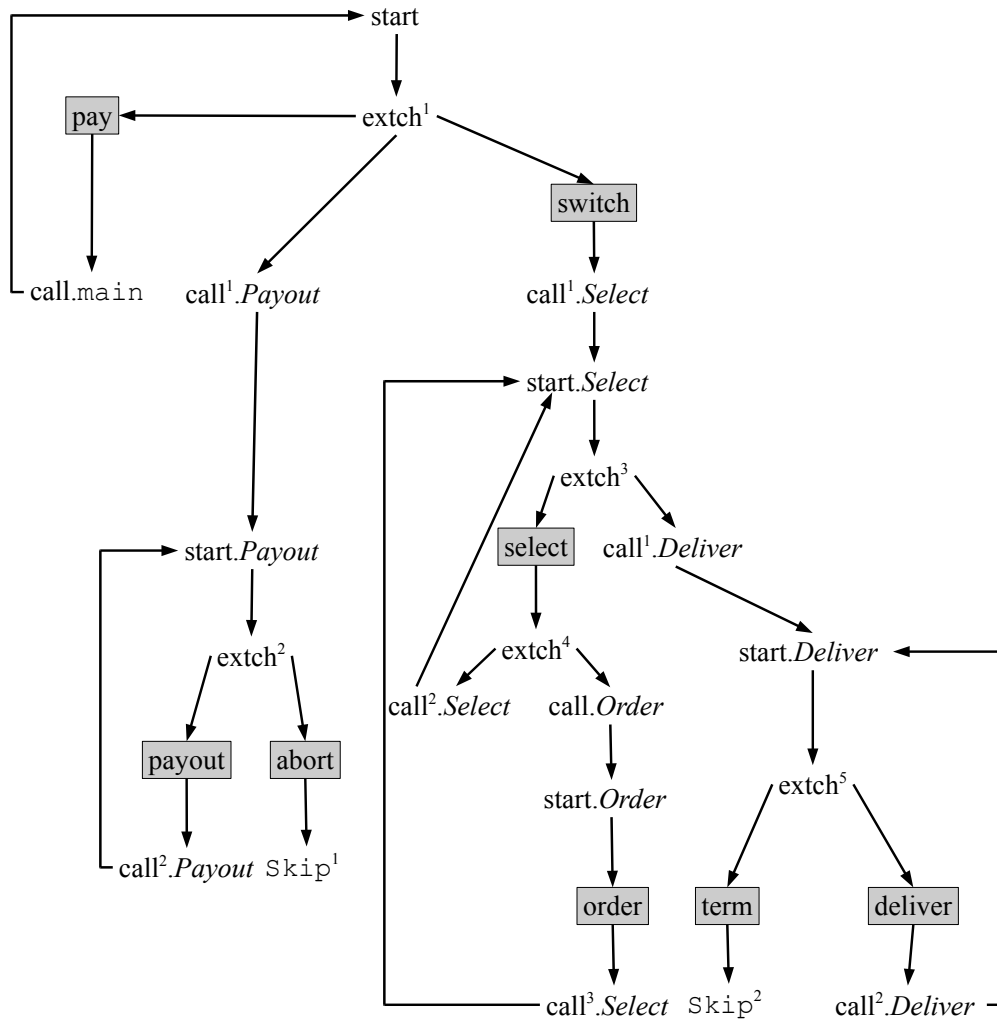 start
pay
extch¹
switch
call.main
call¹.Payout
call¹.Select
start.Select
extch³
select
call¹.Deliver
start.Payout
extch⁴
start.Deliver
extch²
call².Select
call.Order
payout
abort
extch⁵
start.Order
call².Payout
Skip¹
order
term
deliver
call³.Select
Skip²
call².Deliver